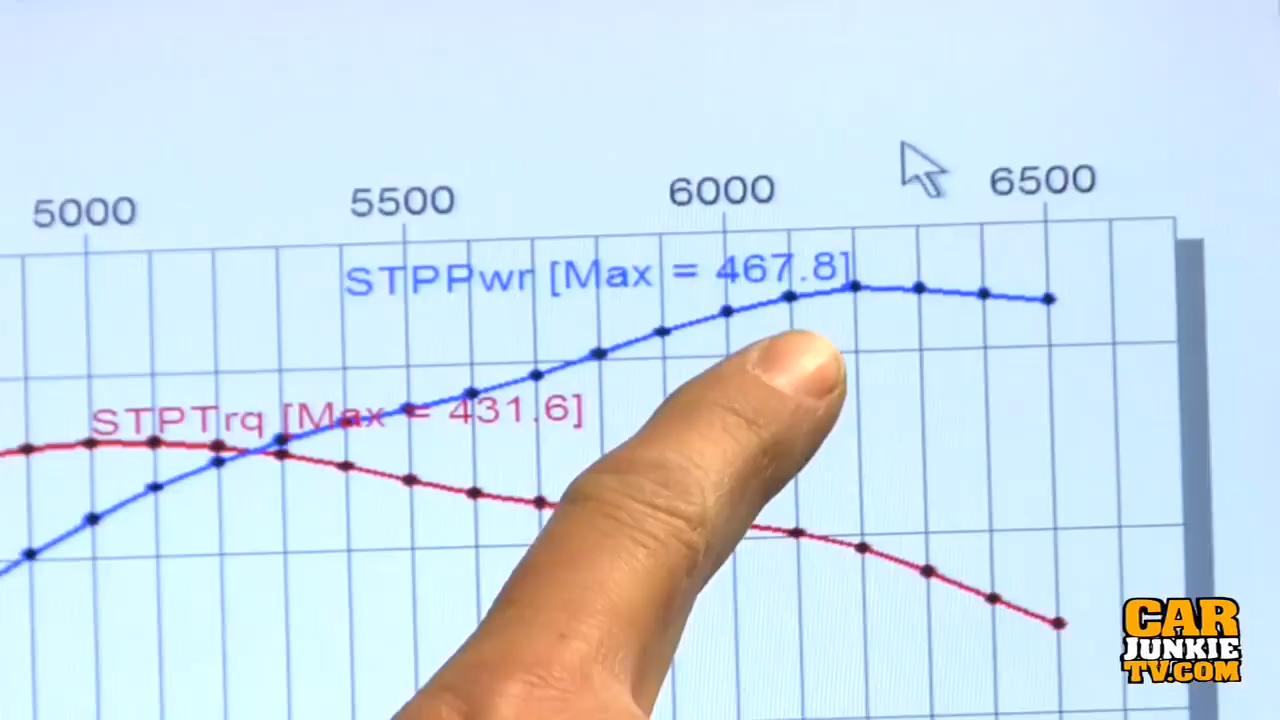 5000 5500 6000 6500
STPPwr [Max = 467.8]
STPTrq [Max = 431.6]
CAR
JUNKIE
TV.COM